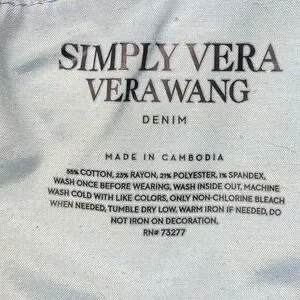 SIMPLY VERA
VERAWANG
DENIM
MADE IN CAMBODIA
55% COTTON, 23% RAYON, 21% POLYESTER, 1% SPANDEX,
WASH ONCE BEFORE WEARING, WASH INSIDE OUT, MACHINE
WASH COLD WITH LIKE COLORS, ONLY NON-CHLORINE BLEACH
WHEN NEEDED, TUMBLE DRY LOW. WARM IRON IF NEEDED, DO
NOT IRON ON DECORATION.
RN# 73277